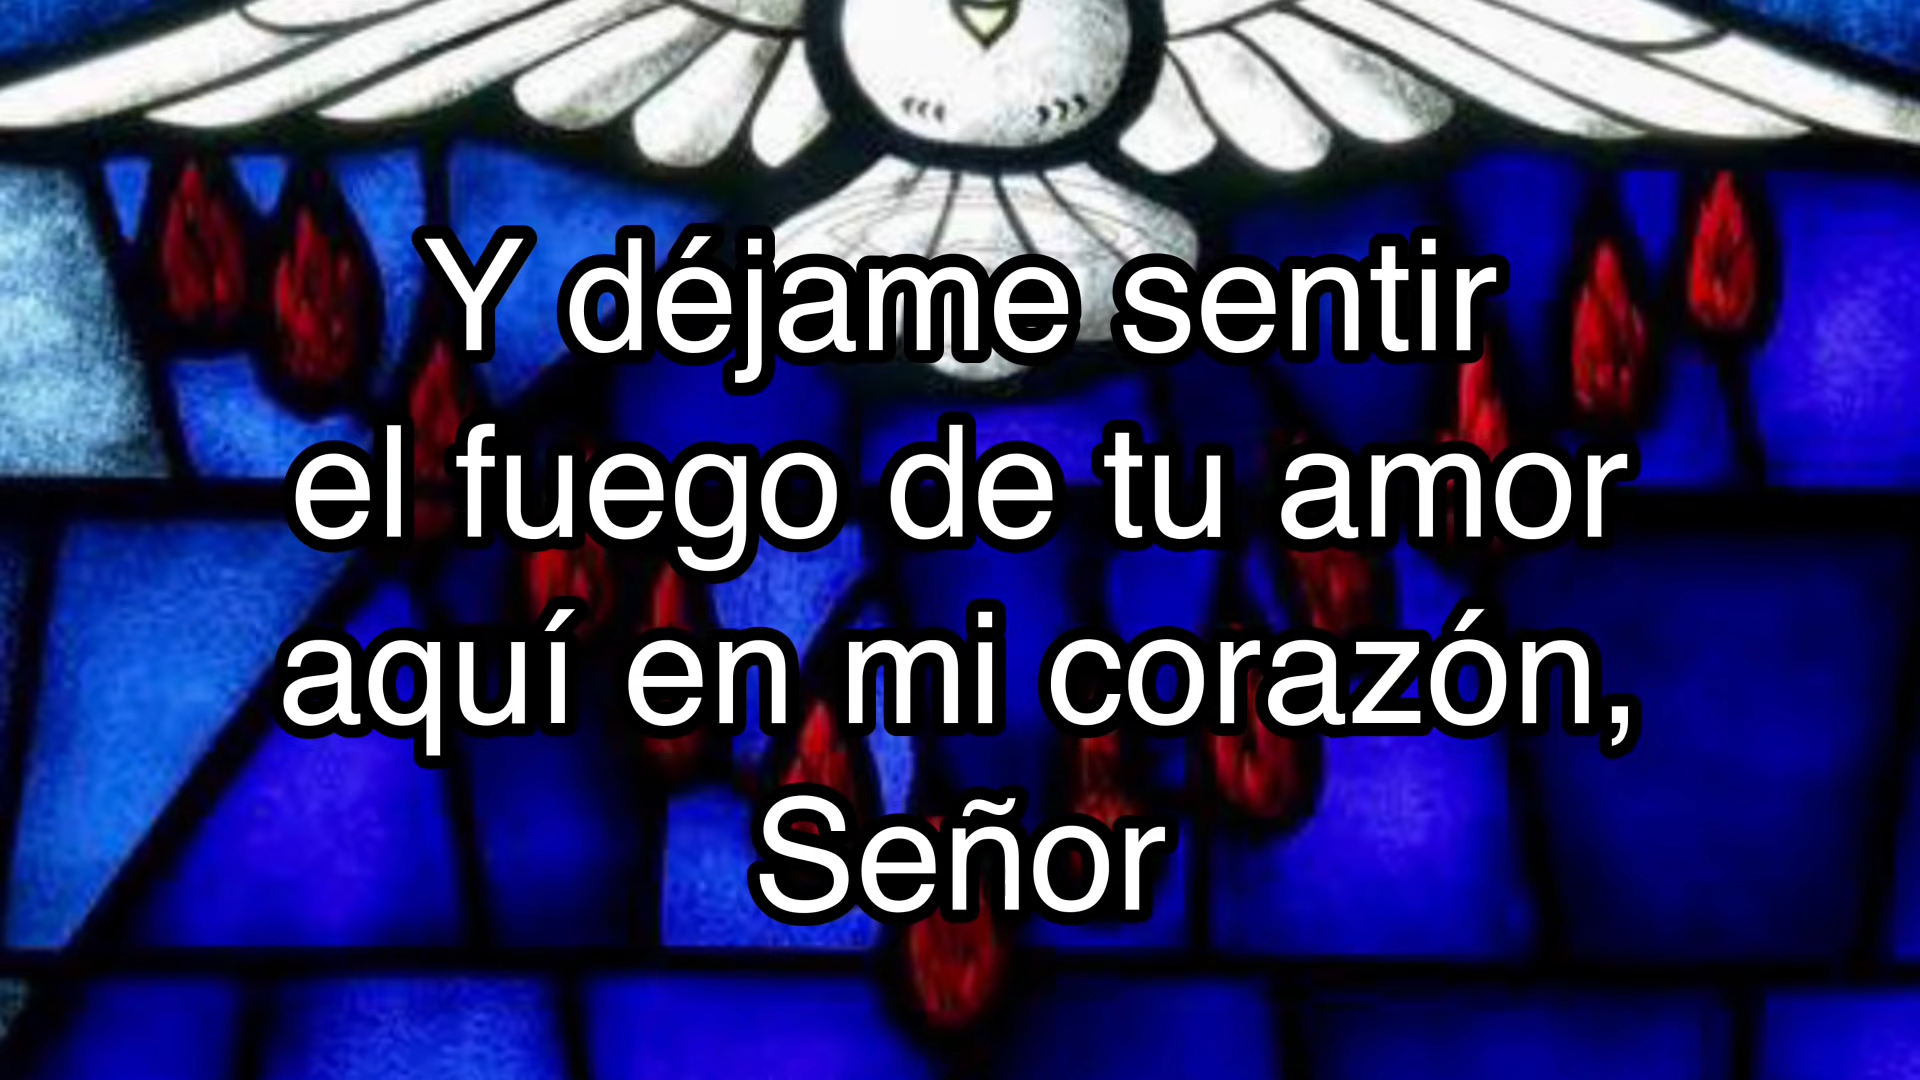 Y déjame sentir
el fuego de tu amor
aquí en mi corazón,
Señor